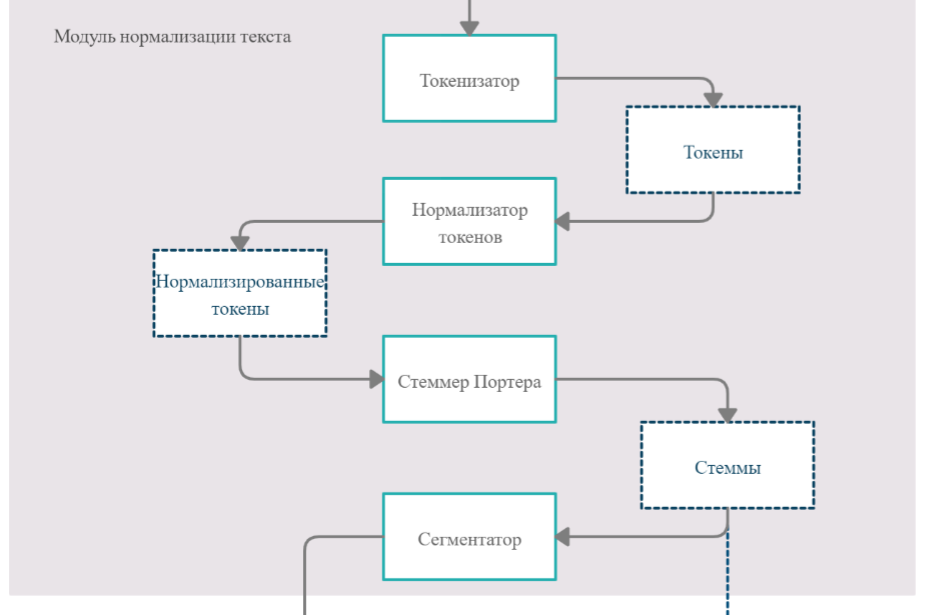 Модуль нормализации текста
Токенизатор
Токены
Нормализатор
токенов
Нормализированные
токены
Стеммер Портера
Стеммы
Сегментатор